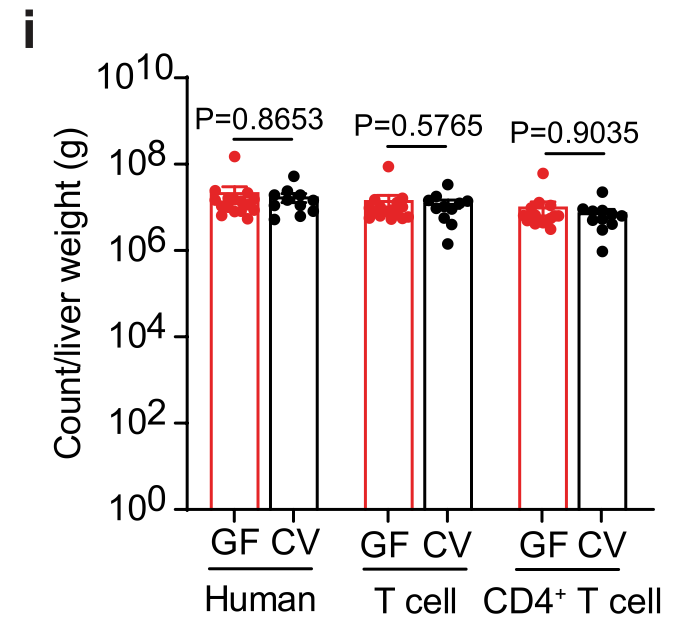 i
Count/liver weight (g)
10¹⁰
10⁸
10⁶
10⁴
10²
10⁰
P=0.8653
P=0.5765
P=0.9035
GF CV GF CV GF CV
Human T cell CD4⁺ T cell